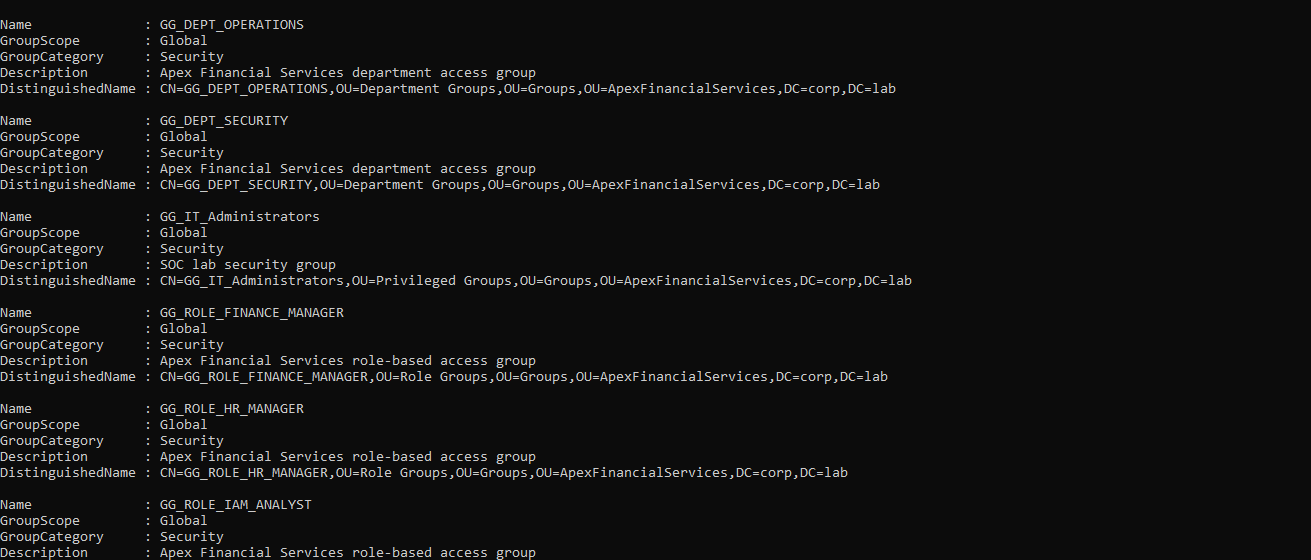 Name              : GG_DEPT_OPERATIONS
GroupScope        : Global
GroupCategory     : Security
Description       : Apex Financial Services department access group
DistinguishedName : CN=GG_DEPT_OPERATIONS,OU=Department Groups,OU=Groups,OU=ApexFinancialServices,DC=corp,DC=lab

Name              : GG_DEPT_SECURITY
GroupScope        : Global
GroupCategory     : Security
Description       : Apex Financial Services department access group
DistinguishedName : CN=GG_DEPT_SECURITY,OU=Department Groups,OU=Groups,OU=ApexFinancialServices,DC=corp,DC=lab

Name              : GG_IT_Administrators
GroupScope        : Global
GroupCategory     : Security
Description       : SOC lab security group
DistinguishedName : CN=GG_IT_Administrators,OU=Privileged Groups,OU=Groups,OU=ApexFinancialServices,DC=corp,DC=lab

Name              : GG_ROLE_FINANCE_MANAGER
GroupScope        : Global
GroupCategory     : Security
Description       : Apex Financial Services role-based access group
DistinguishedName : CN=GG_ROLE_FINANCE_MANAGER,OU=Role Groups,OU=Groups,OU=ApexFinancialServices,DC=corp,DC=lab

Name              : GG_ROLE_HR_MANAGER
GroupScope        : Global
GroupCategory     : Security
Description       : Apex Financial Services role-based access group
DistinguishedName : CN=GG_ROLE_HR_MANAGER,OU=Role Groups,OU=Groups,OU=ApexFinancialServices,DC=corp,DC=lab

Name              : GG_ROLE_IAM_ANALYST
GroupScope        : Global
GroupCategory     : Security
Description       : Apex Financial Services role-based access group